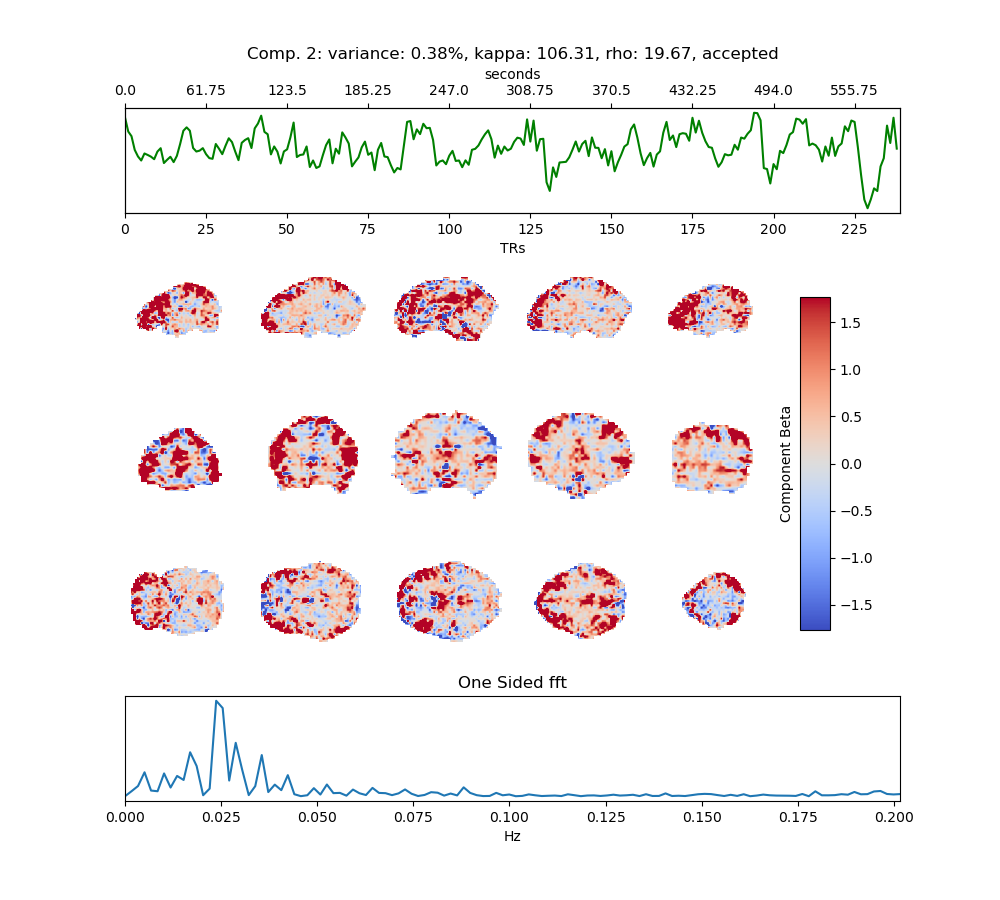 Comp. 2: variance: 0.38%, kappa: 106.31, rho: 19.67, accepted
seconds
0.0 61.75 123.5 185.25 247.0 308.75 370.5 432.25 494.0 555.75
0 25 50 75 100 125 150 175 200 225
TRs
1.5
1.0
0.5
0.0
−0.5
−1.0
−1.5
Component Beta
One Sided fft
0.000 0.025 0.050 0.075 0.100 0.125 0.150 0.175 0.200
Hz